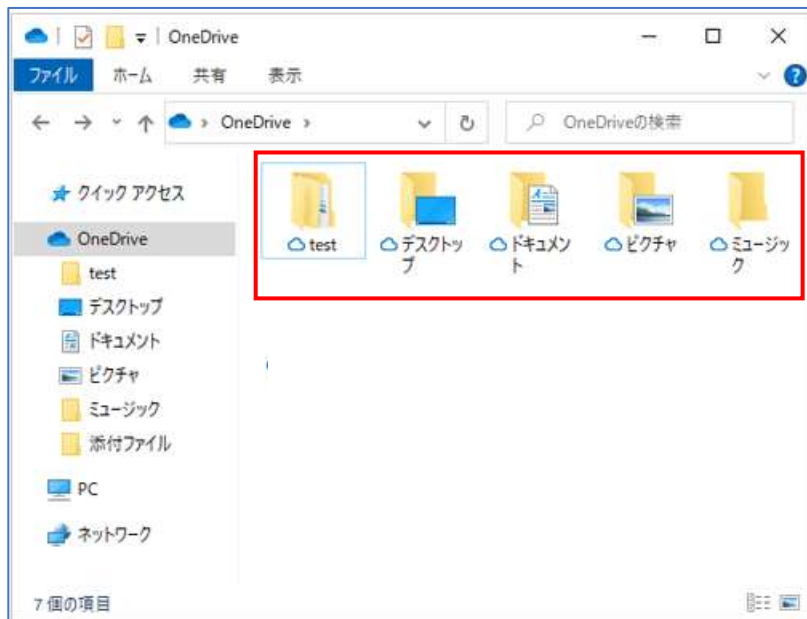 OneDrive
ファイル ホーム 共有 表示
OneDrive
OneDriveの検索
クイック アクセス
OneDrive
test
デスクトップ
ドキュメント
ピクチャ
ミュージック
添付ファイル
PC
ネットワーク
test
デスクトッ
プ
ドキュメン
ト
ピクチャ
ミュージッ
ク
7 個の項目